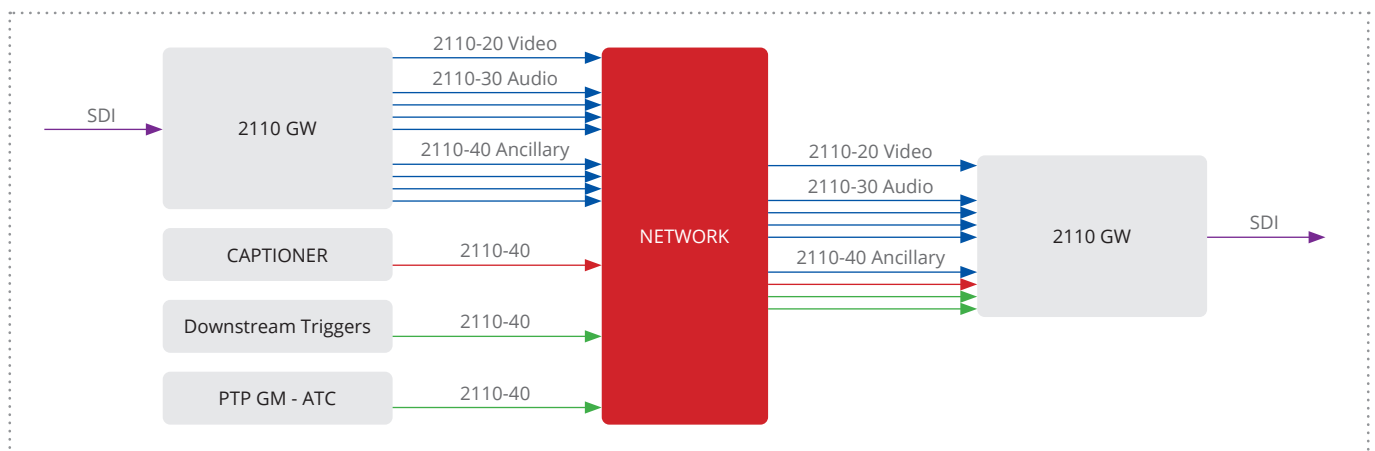 SDI
2110 GW
2110-20 Video
2110-30 Audio
2110-40 Ancillary
CAPTIONER
2110-40
Downstream Triggers
2110-40
PTP GM - ATC
2110-40
NETWORK
2110-20 Video
2110-30 Audio
2110-40 Ancillary
2110 GW
SDI